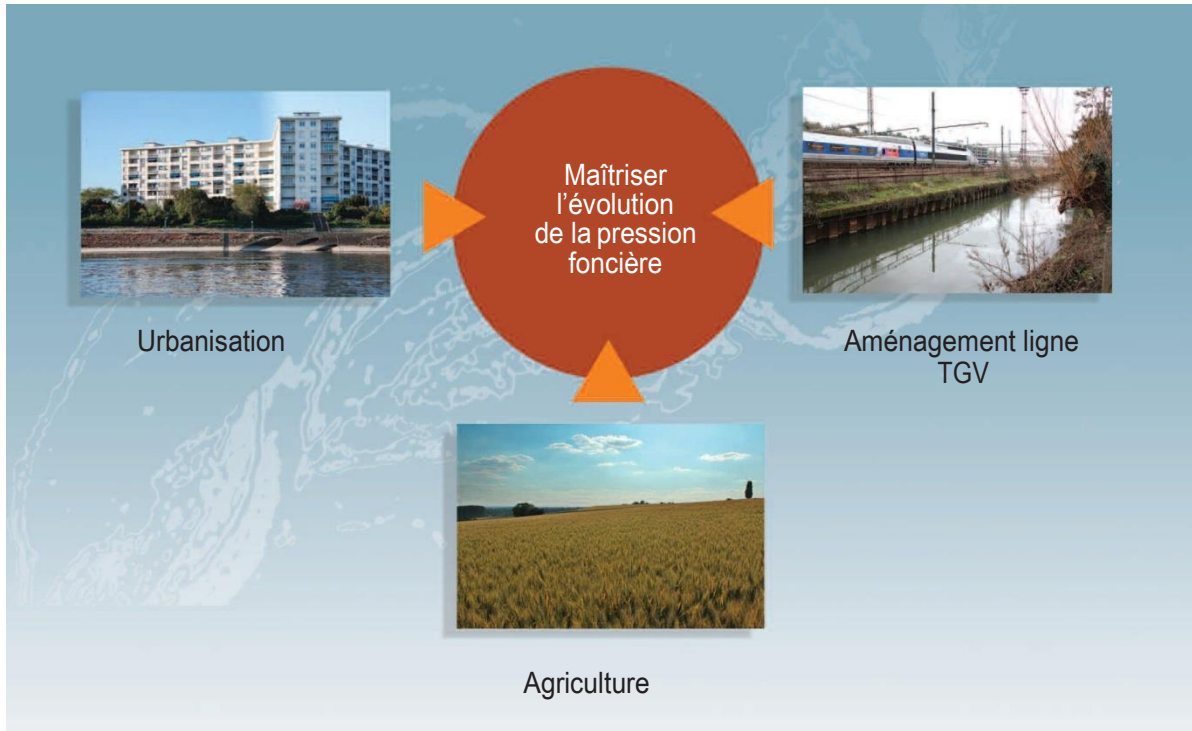 Maîtriser
l’évolution
de la pression
foncière
Urbanisation
Aménagement ligne
TGV
Agriculture